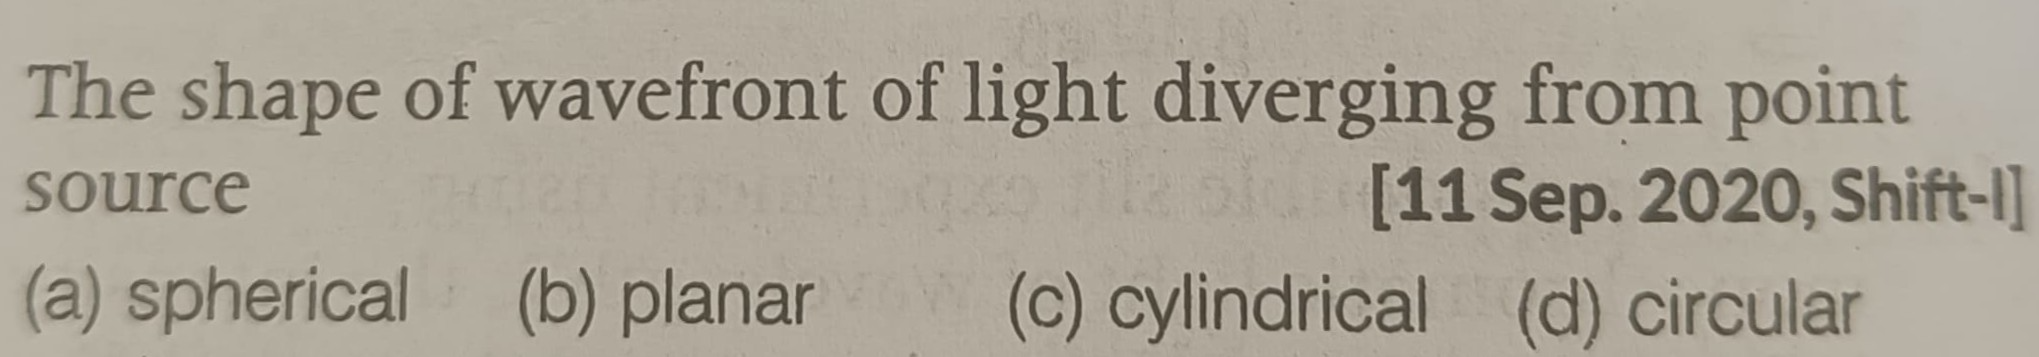 The shape of wavefront of light diverging from point
source [11 Sep. 2020, Shift-I]
(a) spherical (b) planar (c) cylindrical (d) circular